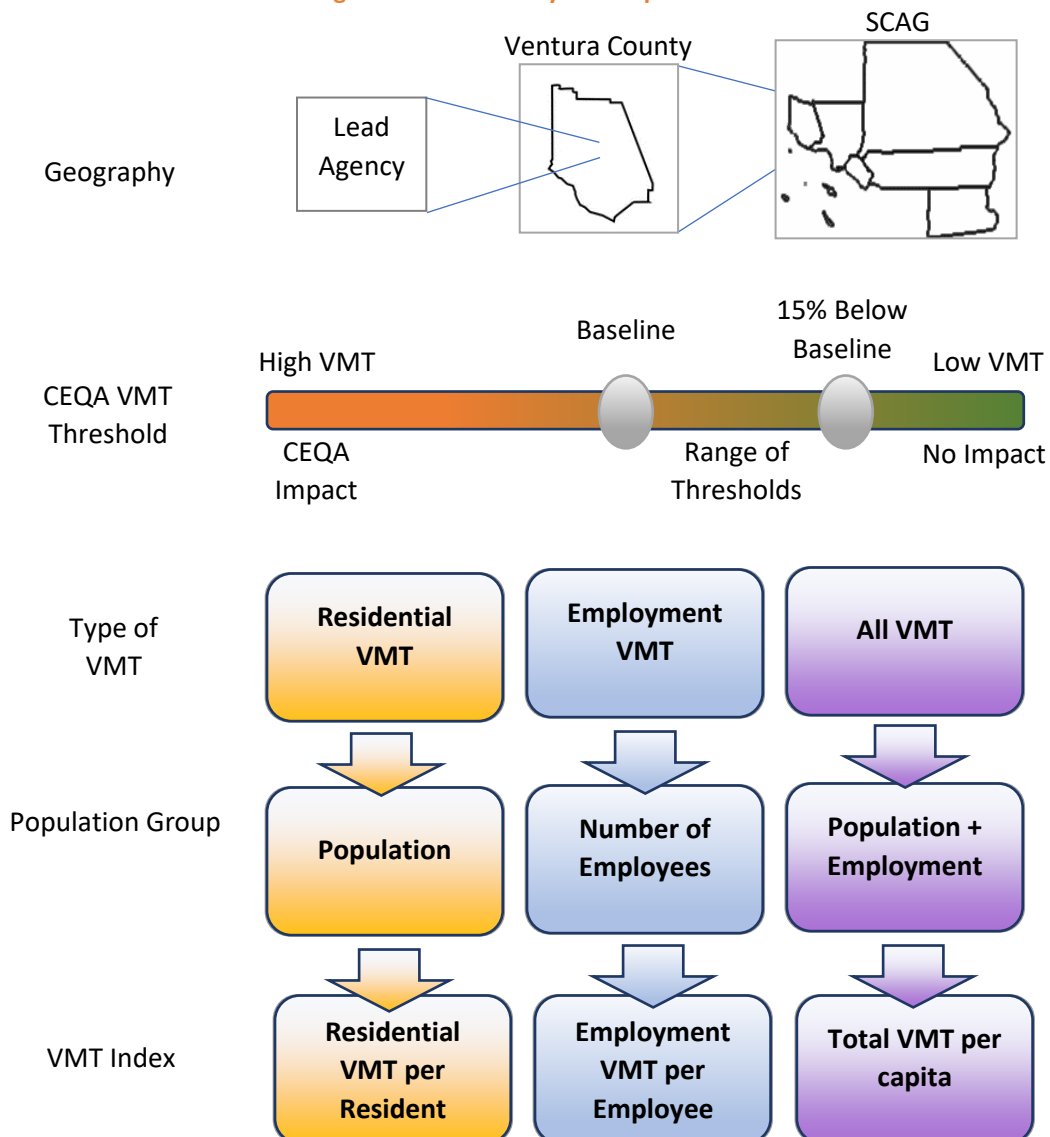 SCAG
Ventura County
Lead
Agency
Geography
15% Below
Baseline
Baseline
High VMT
Low VMT
CEQA VMT
Threshold
CEQA
Impact
Range of
Thresholds
No Impact
Type of
VMT
Residential
VMT
Employment
VMT
All VMT
Population Group
Population
Number of
Employees
Population +
Employment
VMT Index
Residential
VMT per
Resident
Employment
VMT per
Employee
Total VMT per
capita